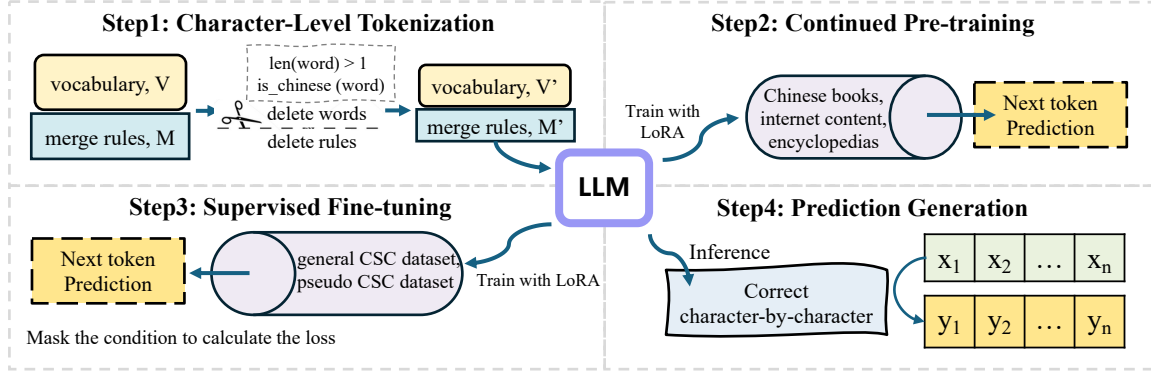 Step1: Character-Level Tokenization
vocabulary, V
merge rules, M
len(word) > 1
is_chinese (word)
delete words
delete rules
vocabulary, V’
merge rules, M’
Step2: Continued Pre-training
Train with
LoRA
Chinese books,
internet content,
encyclopedias
Next token
Prediction
LLM
Step3: Supervised Fine-tuning
Next token
Prediction
general CSC dataset,
pseudo CSC dataset
Train with LoRA
Mask the condition to calculate the loss
Step4: Prediction Generation
Inference
Correct
character-by-character
x1 x2 … xn
y1 y2 … yn